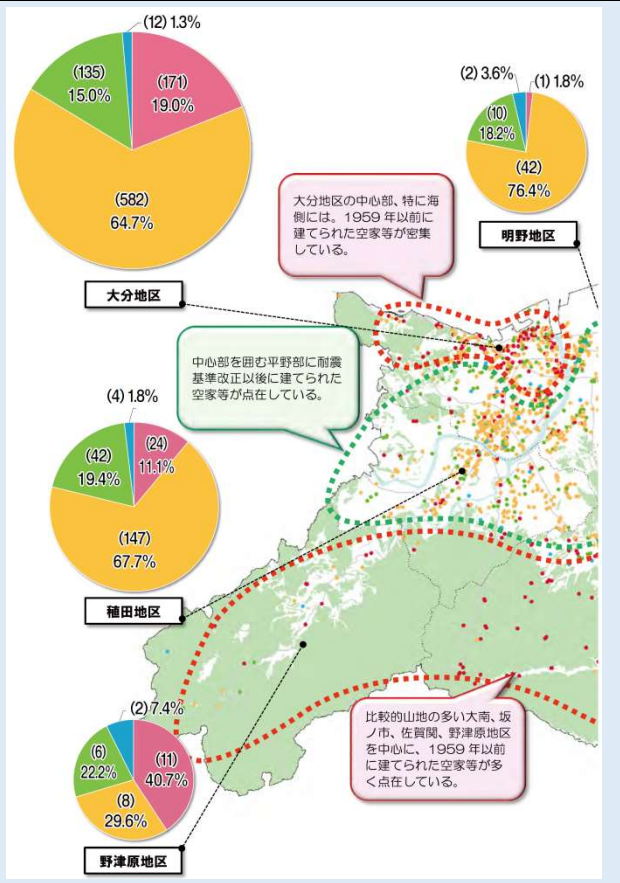 (12) 1.3%
(135)
15.0%
(171)
19.0%
(582)
64.7%
大分地区
(2) 3.6%
(1) 1.8%
(10)
18.2%
(42)
76.4%
明野地区
大分地区の中心部、特に海
側には。1959 年以前に
建てられた空家等が密集
している。
中心部を囲む平野部に耐震
基準改正以後に建てられた
空家等が点在している。
(4) 1.8%
(42)
19.4%
(24)
11.1%
(147)
67.7%
稙田地区
(2) 7.4%
(6)
22.2%
(11)
40.7%
(8)
29.6%
野津原地区
比較的山地の多い大南、坂
ノ市、佐賀関、野津原地区
を中心に、1959 年以前
に建てられた空家等が多
く点在している。